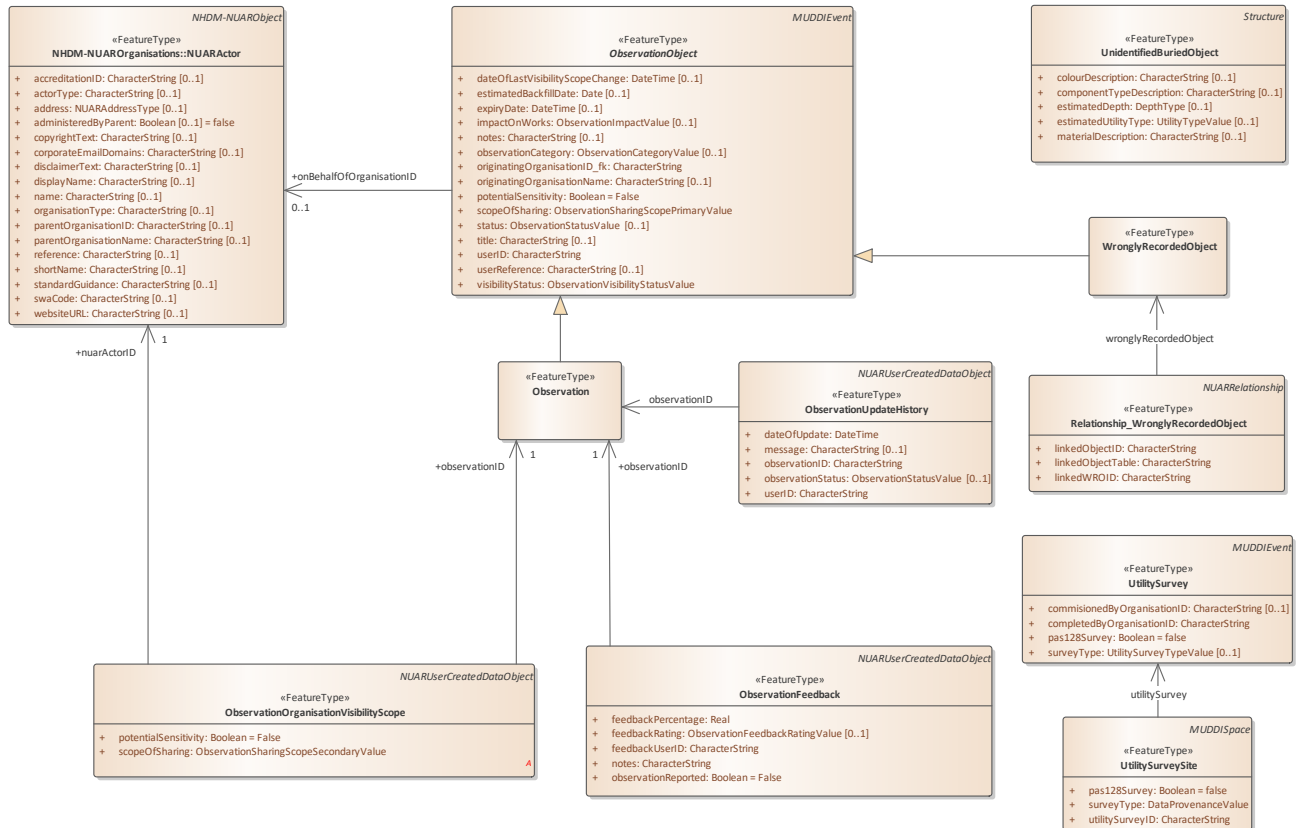 NHDM-NUARObject
«FeatureType»
NHDM-NUAROrganisations::NUARActor
+ accreditationID: CharacterString [0..1]
+ actorType: CharacterString [0..1]
+ address: NUARAddressType [0..1]
+ administeredByParent: Boolean [0..1] = false
+ copyrightText: CharacterString [0..1]
+ corporateEmailDomains: CharacterString [0..1]
+ disclaimerText: CharacterString [0..1]
+ displayName: CharacterString [0..1]
+ name: CharacterString [0..1]
+ organisationType: CharacterString [0..1]
+ parentOrganisationID: CharacterString [0..1]
+ parentOrganisationName: CharacterString [0..1]
+ reference: CharacterString [0..1]
+ shortName: CharacterString [0..1]
+ standardGuidance: CharacterString [0..1]
+ swaCode: CharacterString [0..1]
+ websiteURL: CharacterString [0..1]
+onBehalfOfOrganisationID
0..1
MUDDIEvent
«FeatureType»
ObservationObject
+ dateOfLastVisibilityScopeChange: DateTime [0..1]
+ estimatedBackfillDate: Date [0..1]
+ expiryDate: DateTime [0..1]
+ impactOnWorks: ObservationImpactValue [0..1]
+ notes: CharacterString [0..1]
+ observationCategory: ObservationCategoryValue [0..1]
+ originatingOrganisationID_fk: CharacterString
+ originatingOrganisationName: CharacterString [0..1]
+ potentialSensitivity: Boolean = False
+ scopeOfSharing: ObservationSharingScopePrimaryValue
+ status: ObservationStatusValue [0..1]
+ title: CharacterString [0..1]
+ userID: CharacterString
+ userReference: CharacterString [0..1]
+ visibilityStatus: ObservationVisibilityStatusValue
Structure
«FeatureType»
UnidentifiedBuriedObject
+ colourDescription: CharacterString [0..1]
+ componentTypeDescription: CharacterString [0..1]
+ estimatedDepth: DepthType [0..1]
+ estimatedUtilityType: UtilityTypeValue [0..1]
+ materialDescription: CharacterString [0..1]
«FeatureType»
WronglyRecordedObject
wronglyRecordedObject
NUARRelationship
«FeatureType»
Relationship_WronglyRecordedObject
+ linkedObjectID: CharacterString
+ linkedObjectTable: CharacterString
+ linkedWROID: CharacterString
+nuarActorID
1
«FeatureType»
Observation
observationID
NUARUserCreatedDataObject
«FeatureType»
ObservationUpdateHistory
+ dateOfUpdate: DateTime
+ message: CharacterString [0..1]
+ observationID: CharacterString
+ observationStatus: ObservationStatusValue [0..1]
+ userID: CharacterString
+observationID
1
1
+observationID
MUDDIEvent
«FeatureType»
UtilitySurvey
+ commisionedByOrganisationID: CharacterString [0..1]
+ completedByOrganisationID: CharacterString
+ pas128Survey: Boolean = false
+ surveyType: UtilitySurveyTypeValue [0..1]
utilitySurvey
NUARUserCreatedDataObject
«FeatureType»
ObservationOrganisationVisibilityScope
+ potentialSensitivity: Boolean = False
+ scopeOfSharing: ObservationSharingScopeSecondaryValue
A
NUARUserCreatedDataObject
«FeatureType»
ObservationFeedback
+ feedbackPercentage: Real
+ feedbackRating: ObservationFeedbackRatingValue [0..1]
+ feedbackUserID: CharacterString
+ notes: CharacterString
+ observationReported: Boolean = False
MUDDISpace
«FeatureType»
UtilitySurveySite
+ pas128Survey: Boolean = false
+ surveyType: DataProvenanceValue
+ utilitySurveyID: CharacterString